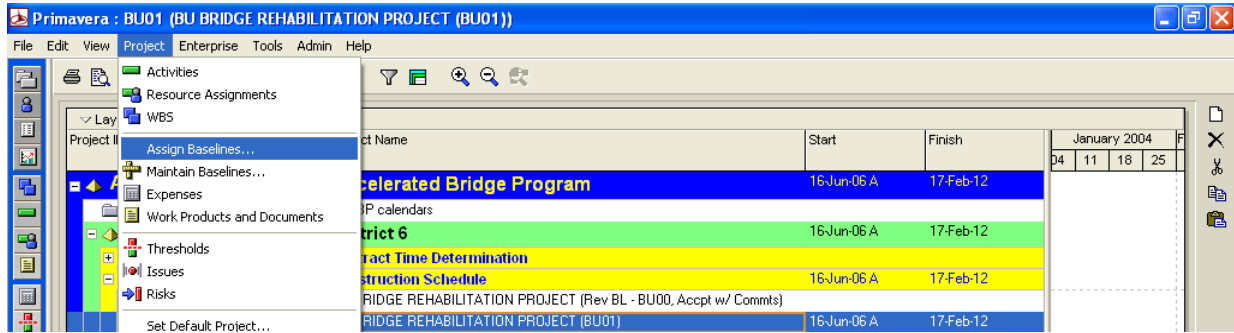 Primavera : BU01 (BU BRIDGE REHABILITATION PROJECT (BU01))
File Edit View Project Enterprise Tools Admin Help
Activities
Resource Assignments
WBS
Assign Baselines...
Maintain Baselines...
Expenses
Work Products and Documents
Thresholds
Issues
Risks
Set Default Project...
Lay
Project I ct Name Start Finish January 2004 F
04 11 18 25
A celerated Bridge Program 16-Jun-06 A 17-Feb-12
BP calendars
trict 6 16-Jun-06 A 17-Feb-12
tract Time Determination
struction Schedule 16-Jun-06 A 17-Feb-12
RIDGE REHABILITATION PROJECT (Rev BL - BU00, Accpt w/ Commts)
RIDGE REHABILITATION PROJECT (BU01) 16-Jun-06 A 17-Feb-12